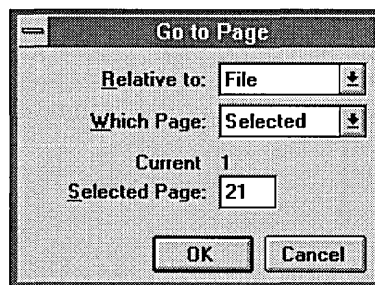 Go to Page
Relative to: File
Which Page: Selected
Current 1
Selected Page: 21
OK Cancel